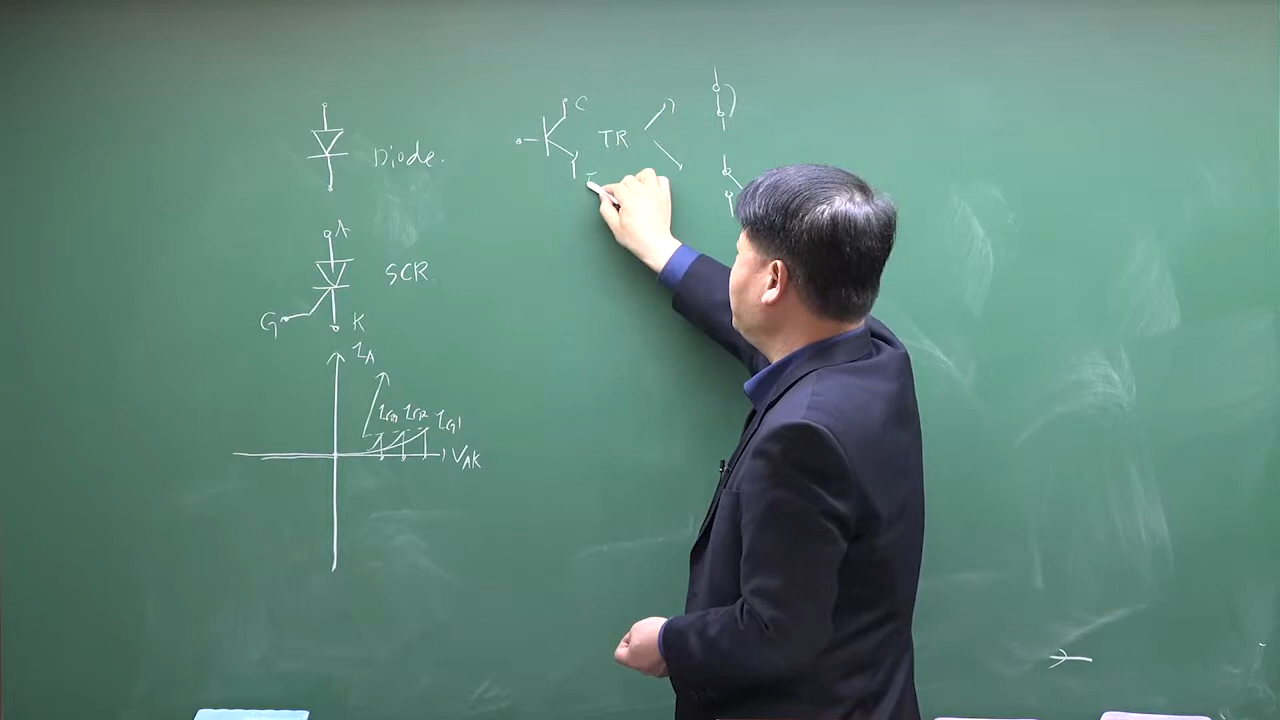 Diode.
A
SCR
G
K
i_A
i_G3 i_G2 i_G1
V_AK
C
TR